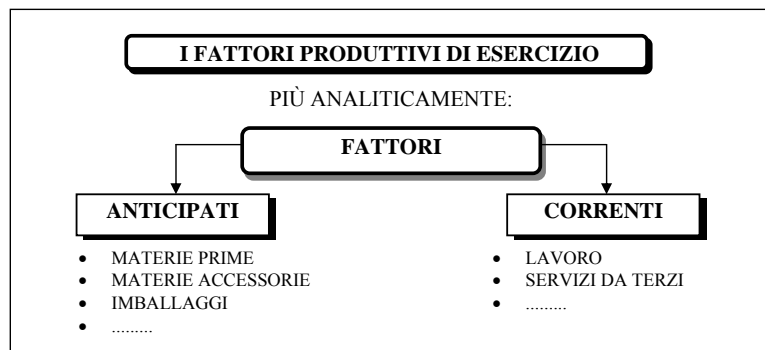 I FATTORI PRODUTTIVI DI ESERCIZIO
PIÙ ANALITICAMENTE:
FATTORI
ANTICIPATI
• MATERIE PRIME
• MATERIE ACCESSORIE
• IMBALLAGGI
• .........
CORRENTI
• LAVORO
• SERVIZI DA TERZI
• .........